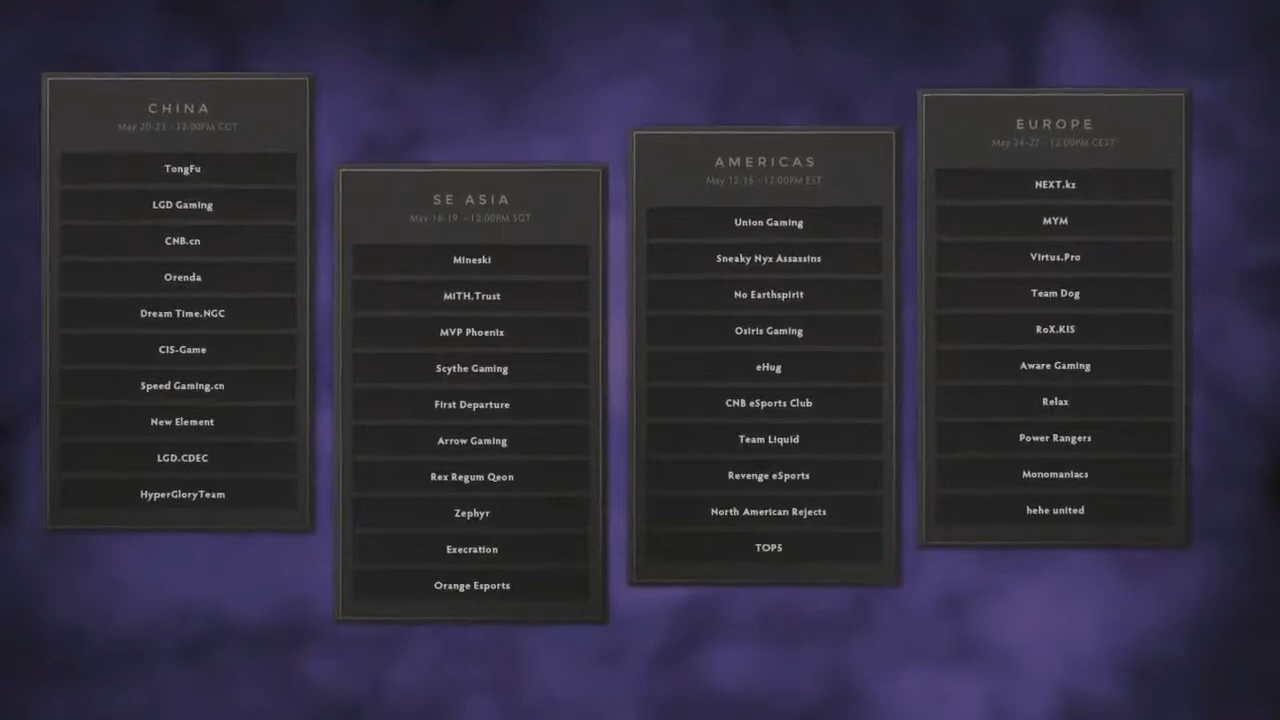 CHINA
May 20-23 - 12:00PM CCT
TongFu
LGD Gaming
CNB.cn
Orenda
Dream Time.NGC
CIS-Game
Speed Gaming.cn
New Element
LGD.CDEC
HyperGloryTeam
SE ASIA
May 16-19 - 12:00PM SGT
Mineski
MiTH.Trust
MVP Phoenix
Scythe Gaming
First Departure
Arrow Gaming
Rex Regum Qeon
Zephyr
Execration
Orange Esports
AMERICAS
May 12-15 - 12:00PM EST
Union Gaming
Sneaky Nyx Assassins
No Earthspirit
Osiris Gaming
eHug
CNB eSports Club
Team Liquid
Revenge eSports
North American Rejects
TOP5
EUROPE
May 24-27 - 12:00PM CEST
NEXT.kz
MYM
Virtus.Pro
Team Dog
RoX.KIS
Aware Gaming
Relax
Power Rangers
Monomaniacs
hehe united